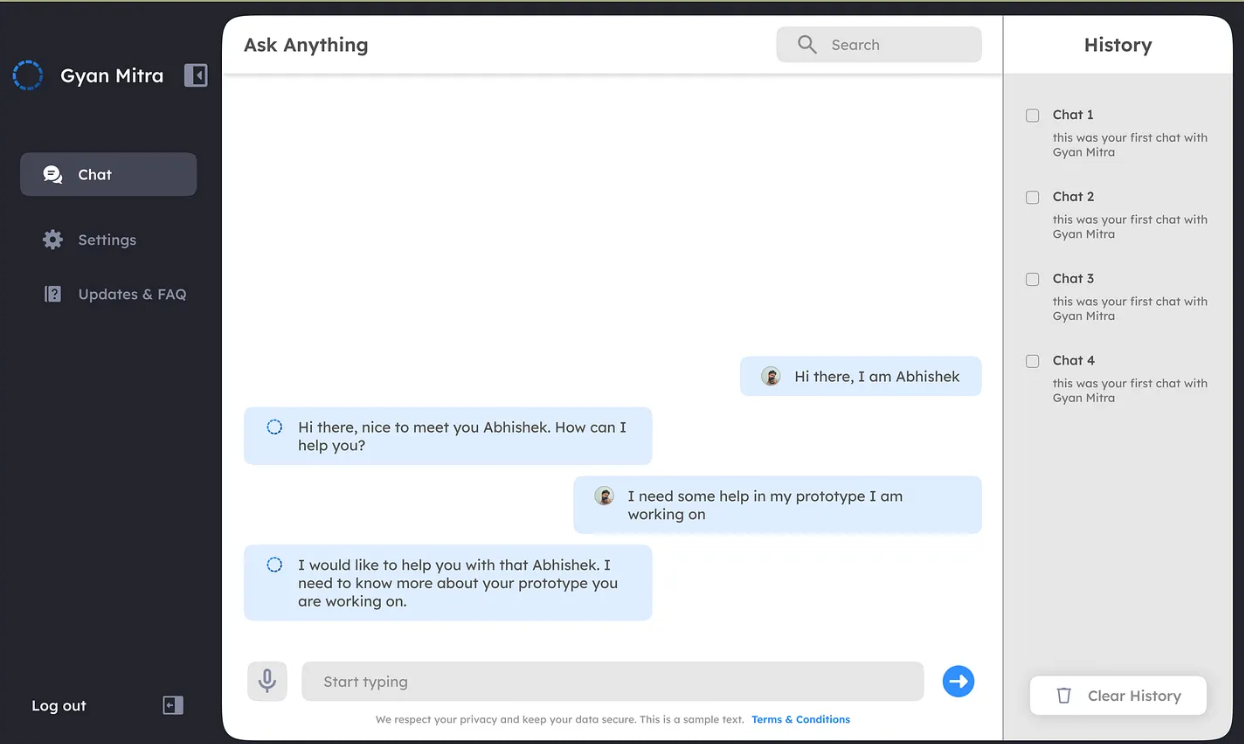 Gyan Mitra
Chat
Settings
Updates & FAQ
Log out
Ask Anything
Search
Hi there, I am Abhishek
Hi there, nice to meet you Abhishek. How can I
help you?
I need some help in my prototype I am
working on
I would like to help you with that Abhishek. I
need to know more about your prototype you
are working on.
Start typing
We respect your privacy and keep your data secure. This is a sample text. Terms & Conditions
History
Chat 1
this was your first chat with
Gyan Mitra
Chat 2
this was your first chat with
Gyan Mitra
Chat 3
this was your first chat with
Gyan Mitra
Chat 4
this was your first chat with
Gyan Mitra
Clear History